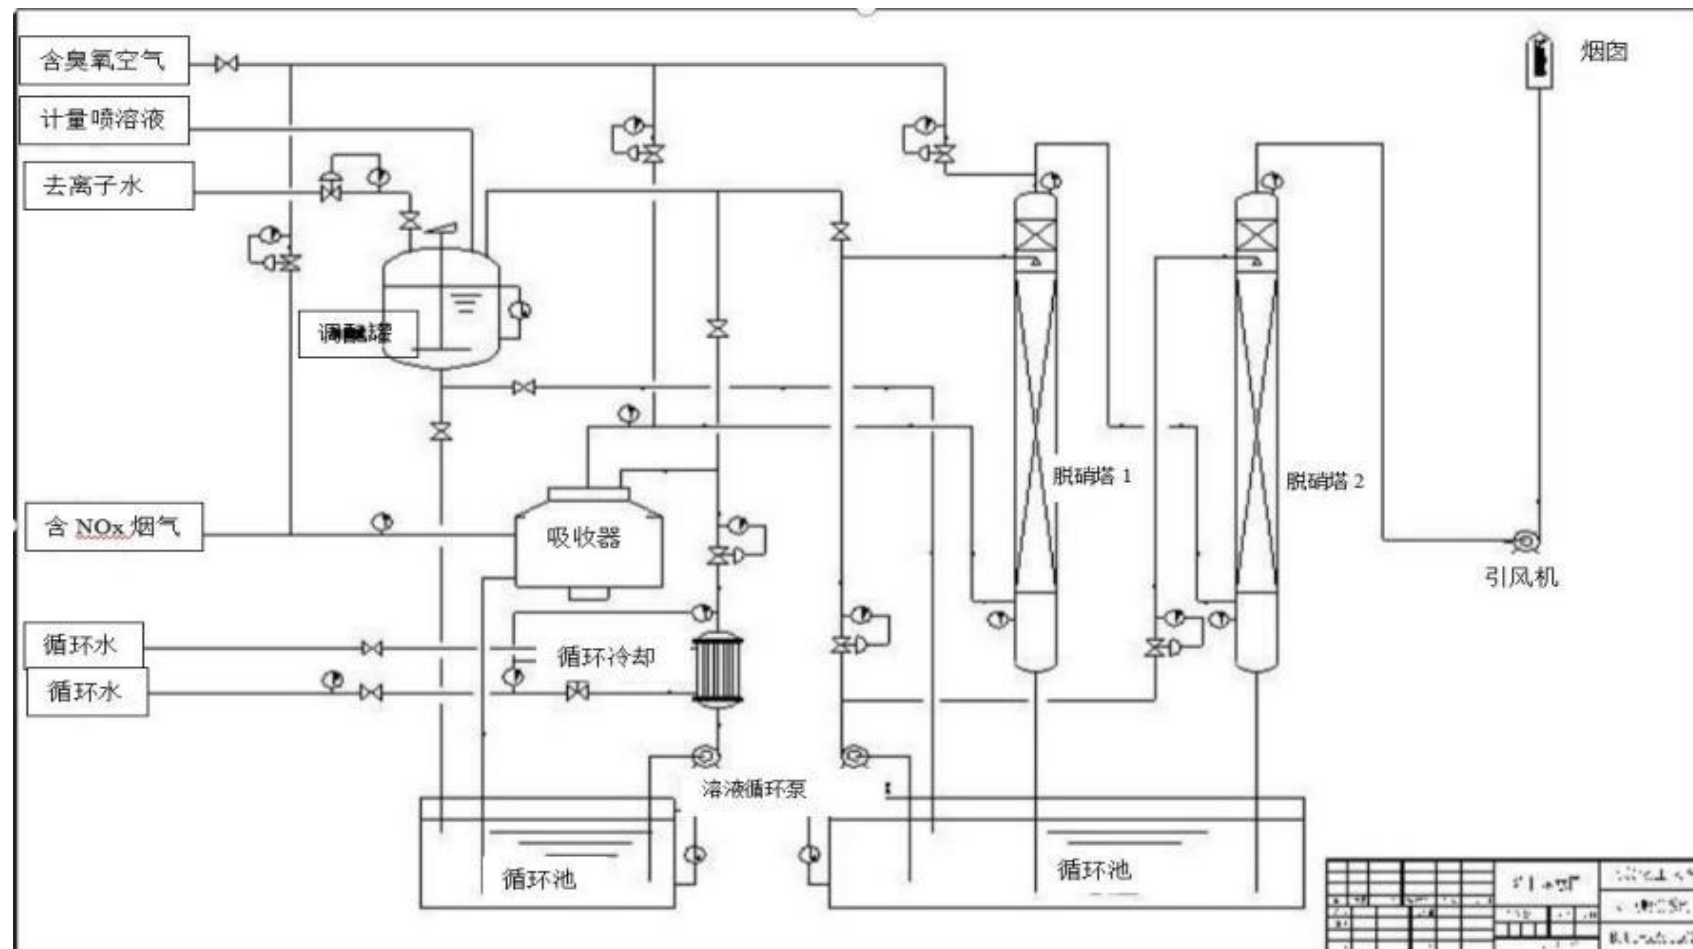 含臭氧空气
烟囱
计量喷溶液
去离子水
调酸罐
脱硝塔 1
脱硝塔 2
含 NOx 烟气
吸收器
引风机
循环水
循环冷却
循环水
溶液循环泵
循环池
循环池